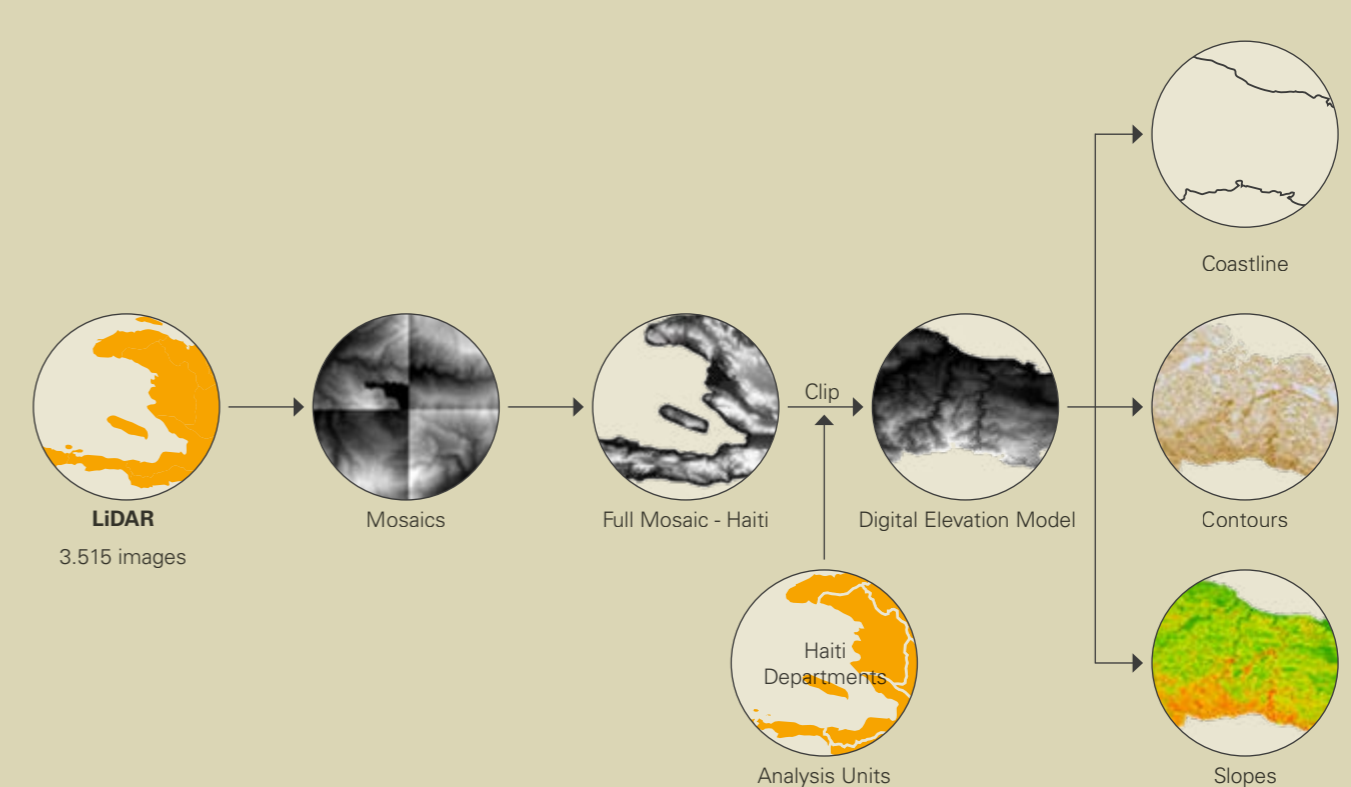 Coastline
Clip
LiDAR
3.515 images
Mosaics
Full Mosaic - Haiti
Digital Elevation Model
Contours
Haiti
Departments
Analysis Units
Slopes